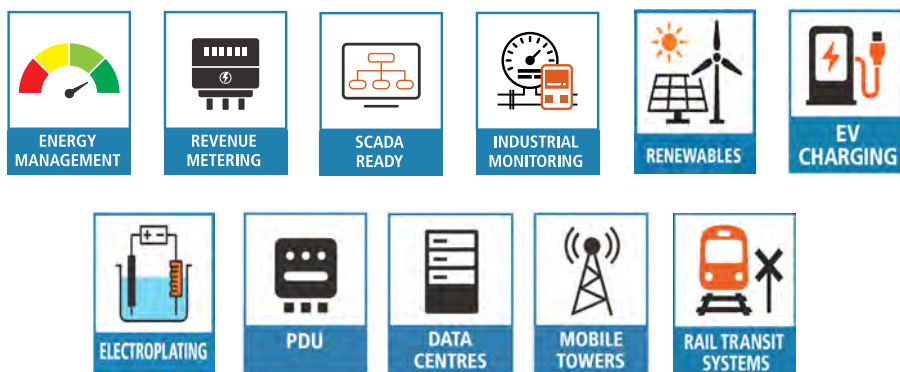 ENERGY
MANAGEMENT
REVENUE
METERING
SCADA
READY
INDUSTRIAL
MONITORING
RENEWABLES
EV
CHARGING
ELECTROPLATING
PDU
DATA
CENTRES
MOBILE
TOWERS
RAIL TRANSIT
SYSTEMS